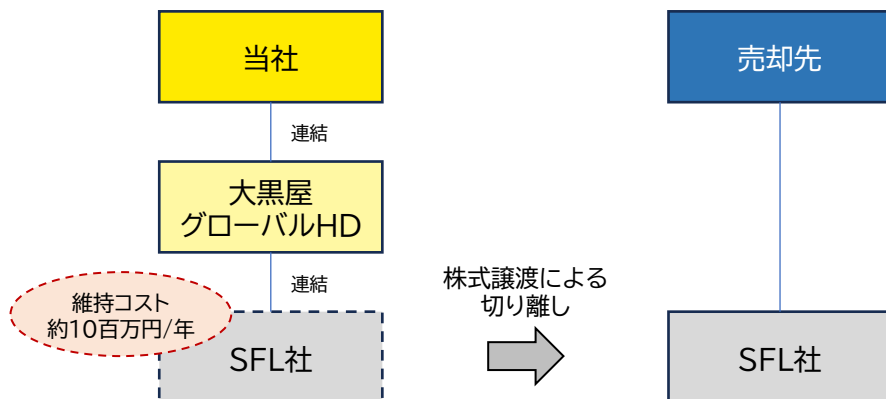 当社
連結
大黒屋
グローバルHD
連結
維持コスト
約10百万円/年
SFL社
株式譲渡による
切り離し
売却先
SFL社